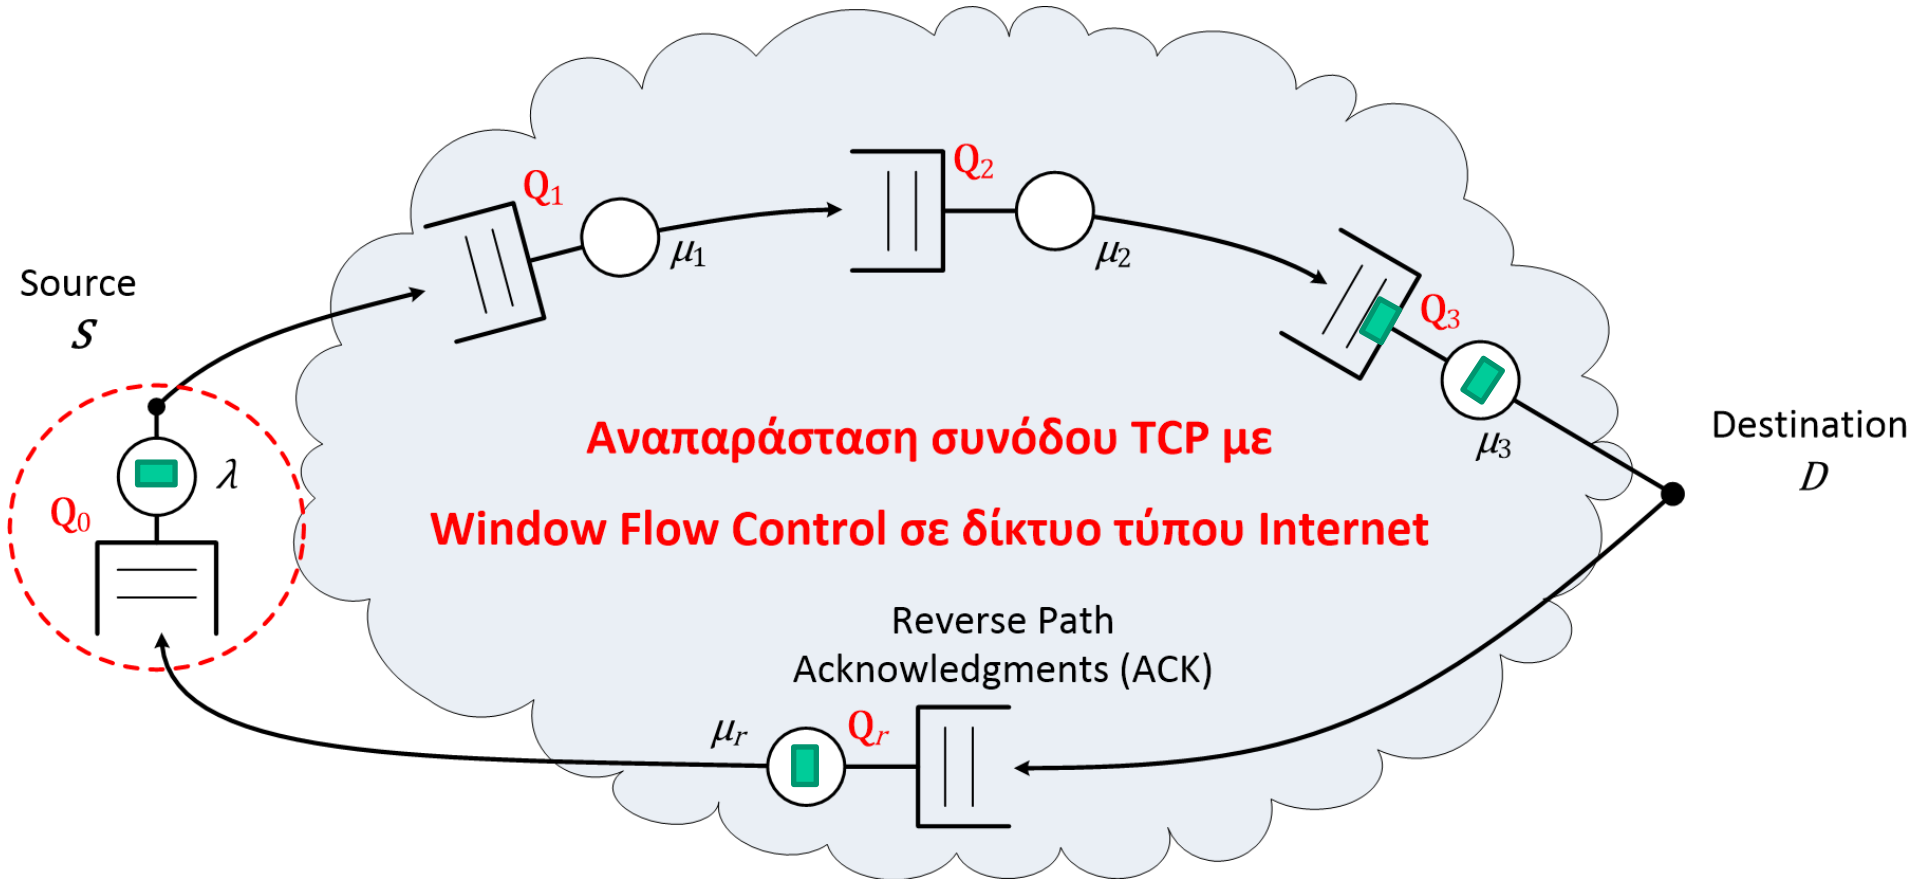 Q₁
μ₁
Q₂
μ₂
Q₃
μ₃
Source
S
Q₀
λ
Αναπαράσταση συνόδου TCP με
Window Flow Control σε δίκτυο τύπου Internet
Destination
D
Reverse Path
Acknowledgments (ACK)
μᵣ
Qᵣ